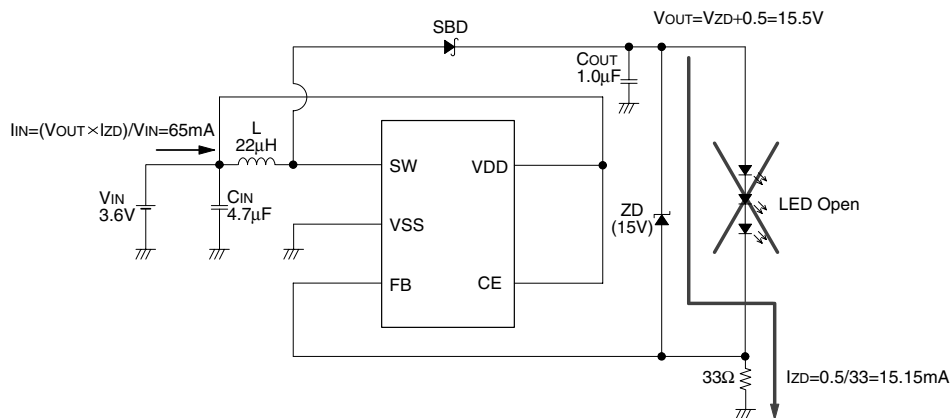 VOUT=VZD+0.5=15.5V
SBD
COUT
1.0µF
IIN=(VOUT×IZD)/VIN=65mA
L
22µH
SW
VDD
VIN
3.6V
CIN
4.7µF
VSS
ZD
(15V)
LED Open
FB
CE
33Ω
IZD=0.5/33=15.15mA